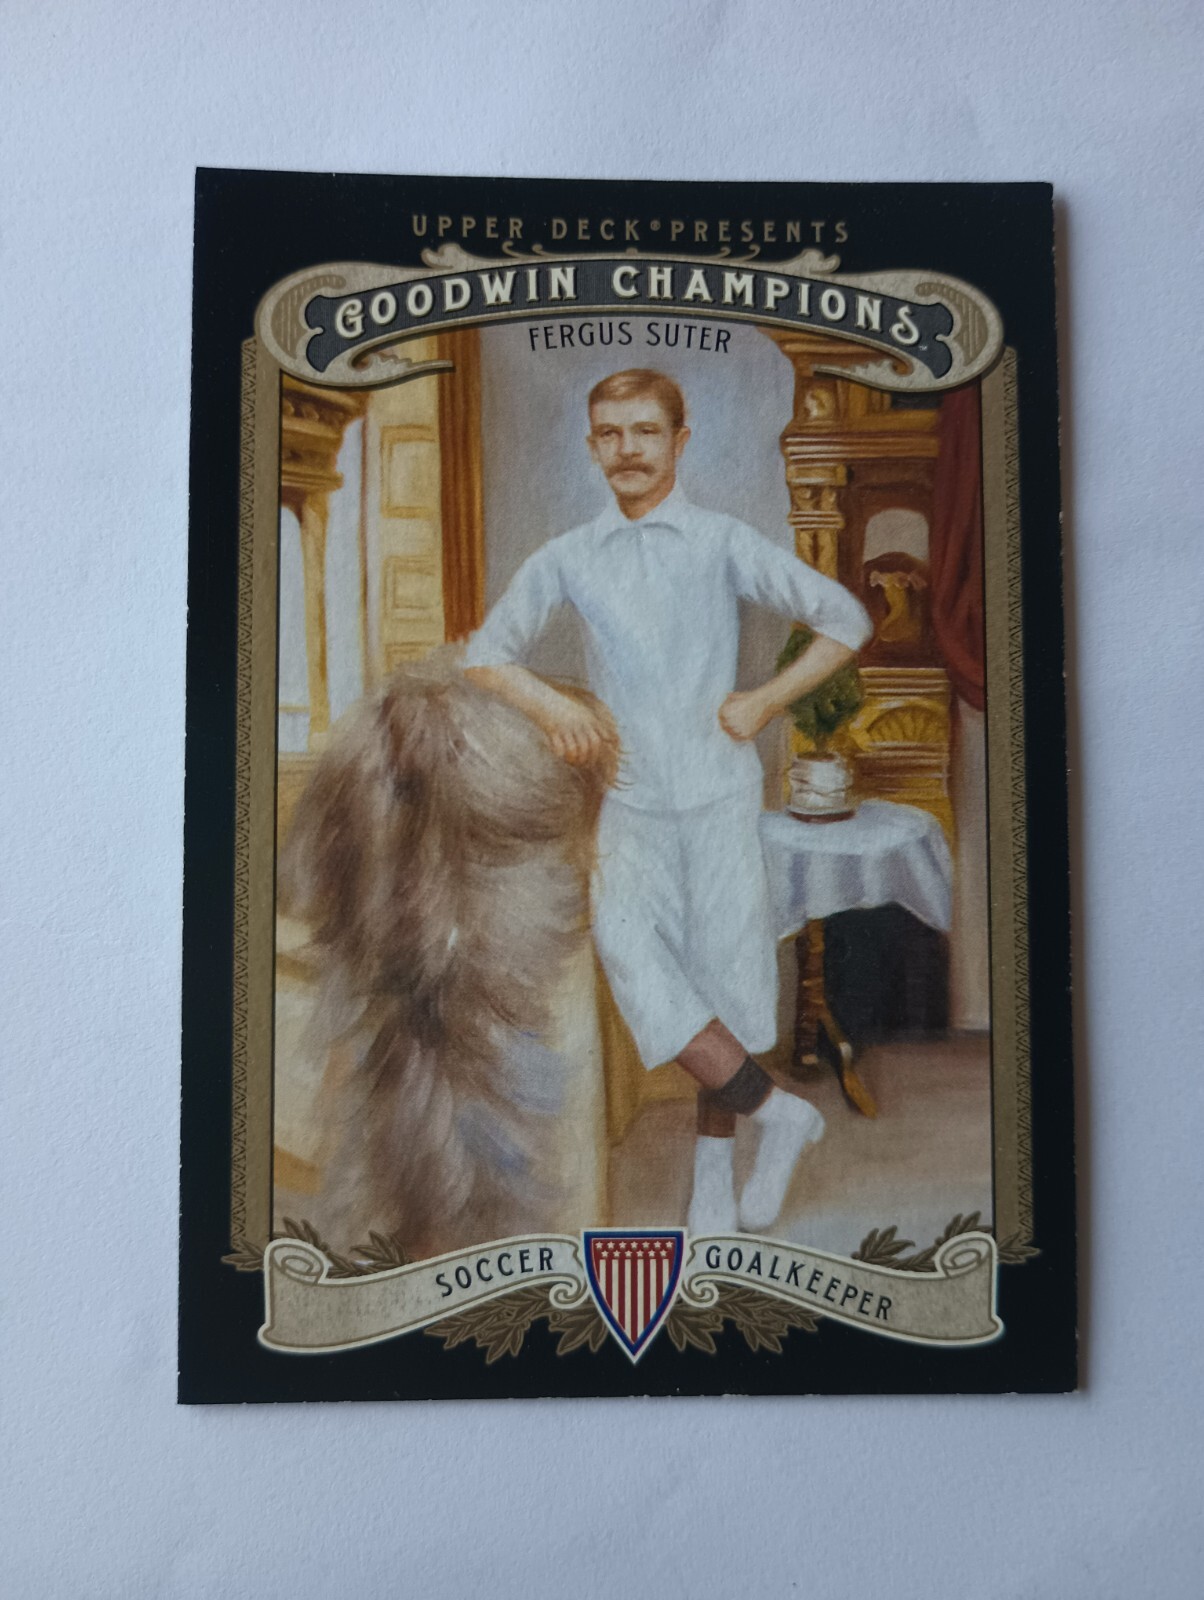 UPPER DECK® PRESENTS
GOODWIN CHAMPIONS
FERGUS SUTER
SOCCER GOALKEEPER